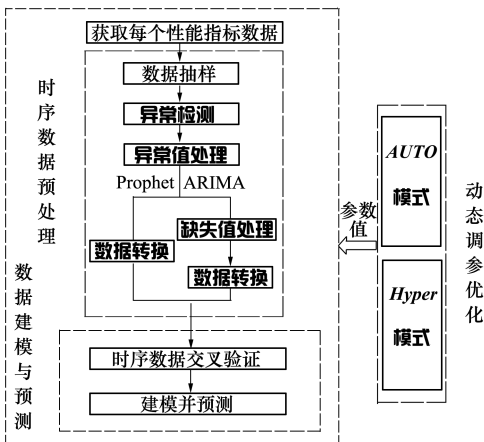 获取每个性能指标数据
时序数据预处理
数据抽样
异常检测
异常值处理
Prophet ARIMA
缺失值处理
数据转换
数据转换
数据建模与预测
时序数据交叉验证
建模并预测
参数
值
AUTO
模式
Hyper
模式
动态调参优化